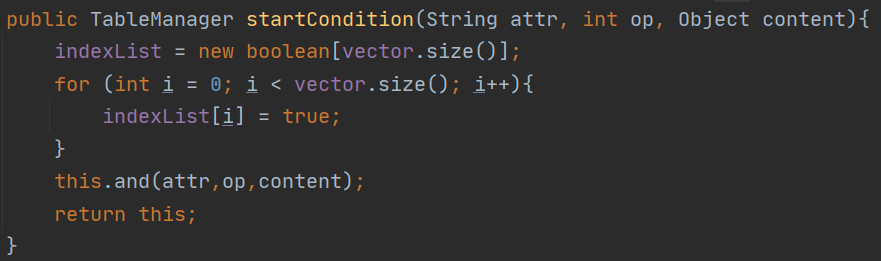 public TableManager startCondition(String attr, int op, Object content){
indexList = new boolean[vector.size()];
for (int i = 0; i < vector.size(); i++){
indexList[i] = true;
}
this.and(attr,op,content);
return this;
}